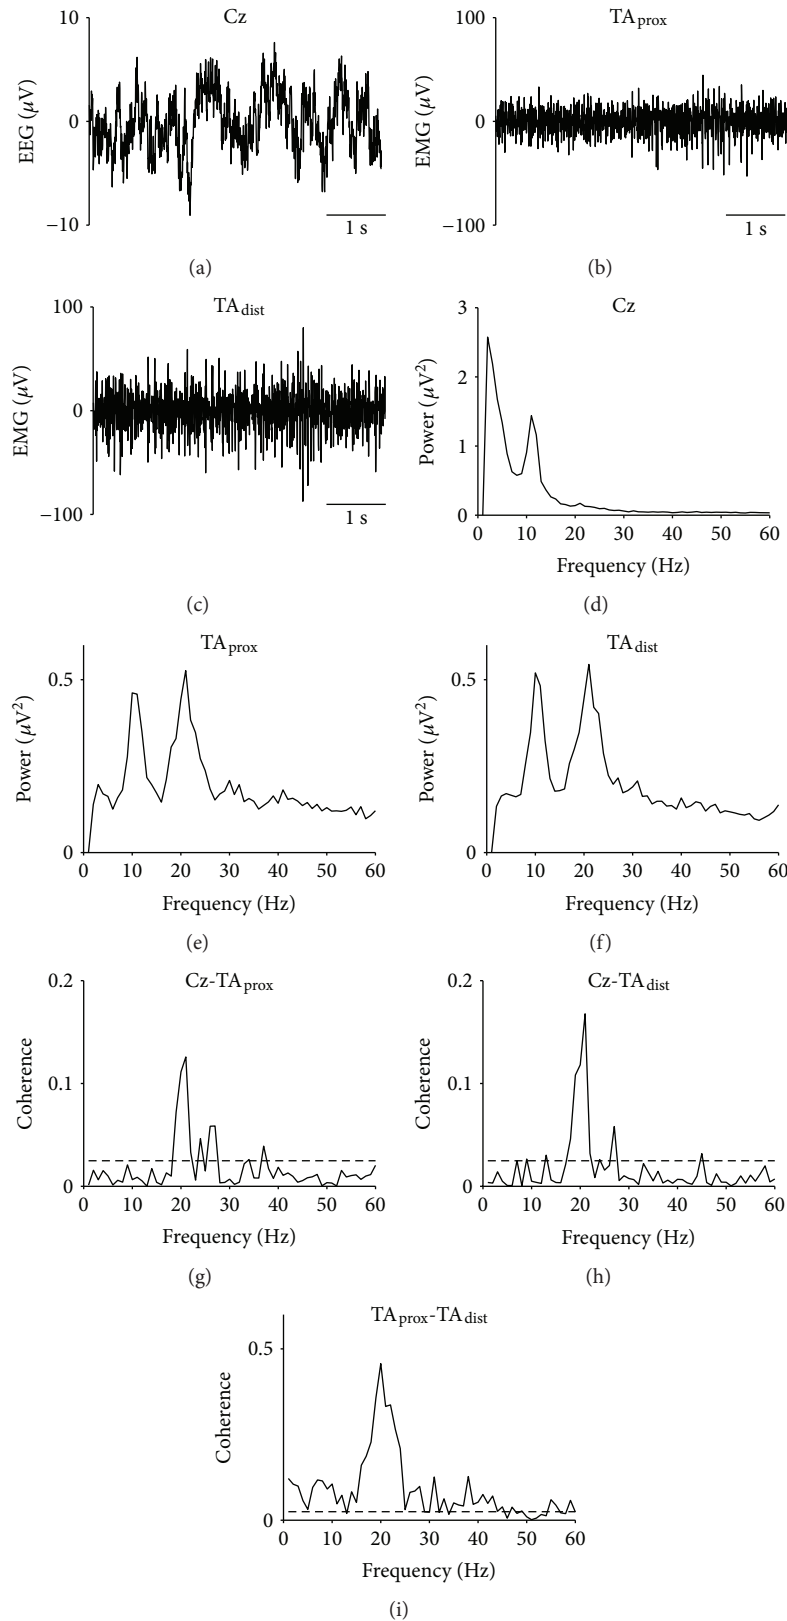 Cz
10
0
−10
EEG (μV)
1 s
(a)
TAprox
100
0
−100
EMG (μV)
1 s
(b)
TAdist
100
0
−100
EMG (μV)
1 s
(c)
Cz
3
2
1
0
Power (μV2)
0 10 20 30 40 50 60
Frequency (Hz)
(d)
TAprox
0.5
0
Power (μV2)
0 10 20 30 40 50 60
Frequency (Hz)
(e)
TAdist
0.5
0
Power (μV2)
0 10 20 30 40 50 60
Frequency (Hz)
(f)
Cz-TAprox
0.2
0.1
0
Coherence
0 10 20 30 40 50 60
Frequency (Hz)
(g)
Cz-TAdist
0.2
0.1
0
Coherence
0 10 20 30 40 50 60
Frequency (Hz)
(h)
TAprox-TAdist
0.5
0
Coherence
0 10 20 30 40 50 60
Frequency (Hz)
(i)